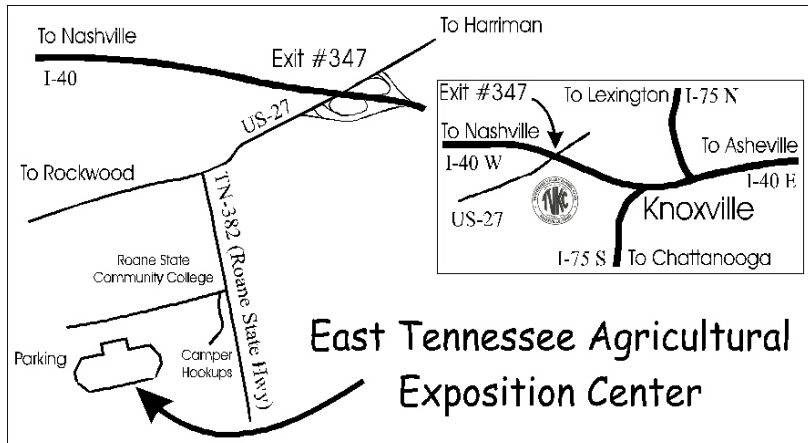 To Nashville
I-40
Exit #347
To Harriman
US-27
To Rockwood
TN-382 (Roane State Hwy)
Roane State
Community College
Parking
Camper
Hookups
Exit #347
To Lexington
I-75 N
To Nashville
I-40 W
To Asheville
I-40 E
US-27
TVKC
Knoxville
I-75 S
To Chattanooga
East Tennessee Agricultural
Exposition Center